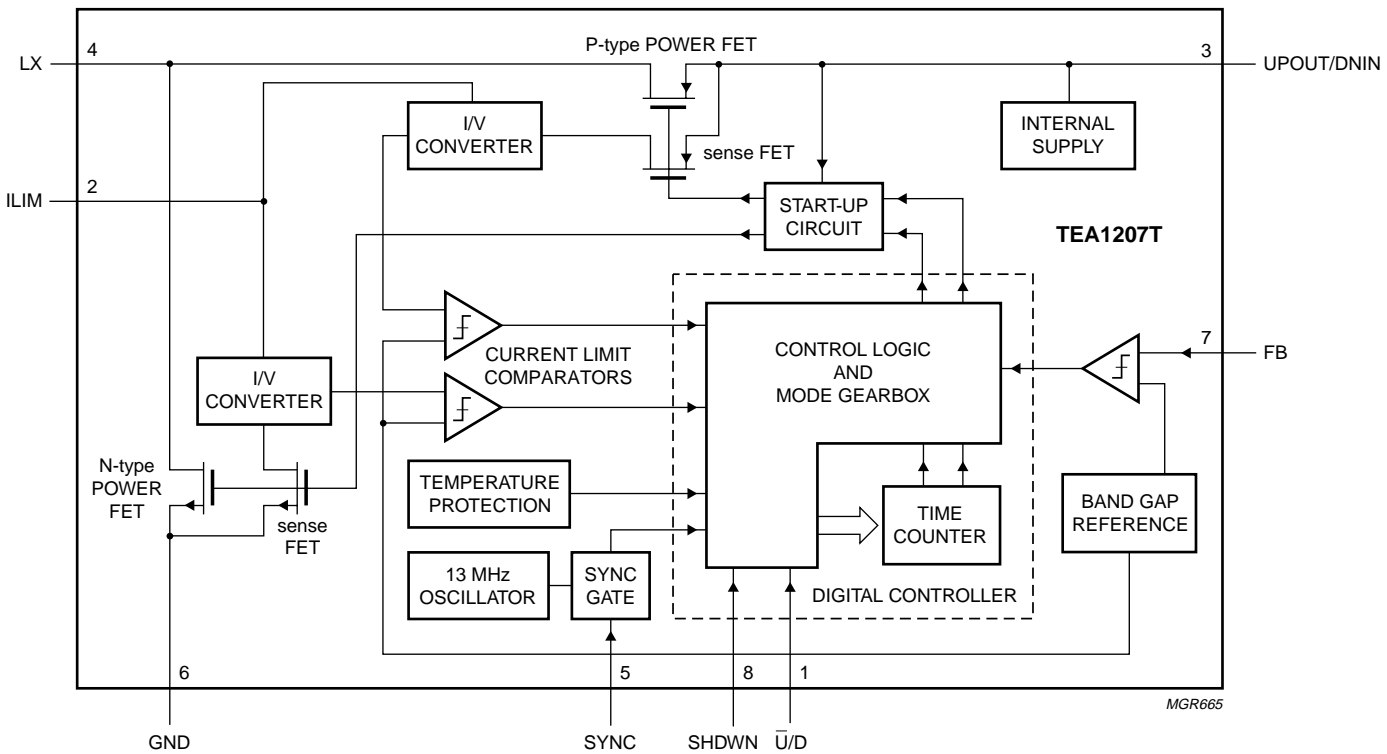 P-type POWER FET
4
3
LX
UPOUT/DNIN
I/V
CONVERTER
INTERNAL
SUPPLY
sense FET
2
ILIM
START-UP
CIRCUIT
TEA1207T
CURRENT LIMIT
COMPARATORS
CONTROL LOGIC
AND
MODE GEARBOX
7
FB
I/V
CONVERTER
N-type
POWER
FET
sense
FET
TEMPERATURE
PROTECTION
TIME
COUNTER
BAND GAP
REFERENCE
13 MHz
OSCILLATOR
SYNC
GATE
DIGITAL CONTROLLER
6
5
8
1
MGR665
GND
SYNC
SHDWN
U̅/D